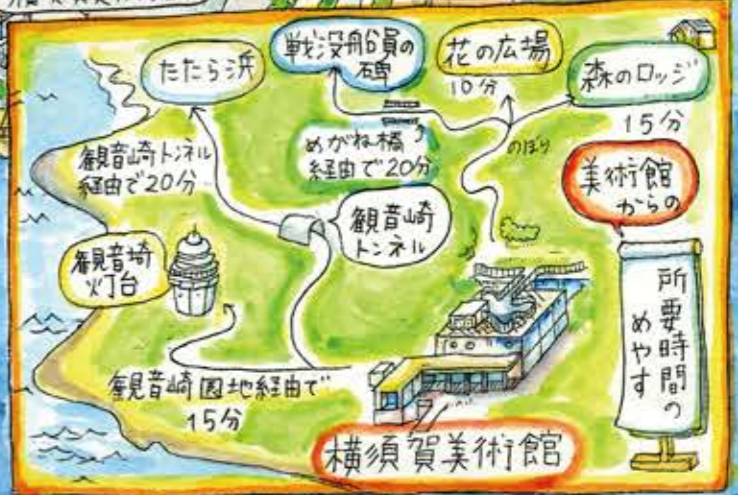 たたら浜
戦没船員の
碑
花の広場
10分
森のロッジ
15分
のぼり
めがね橋
経由で20分
観音崎トンネル
経由で20分
観音崎
トンネル
美術館
からの
所要時間の
めやす
観音埼
灯台
観音崎園地経由で
15分
横須賀美術館